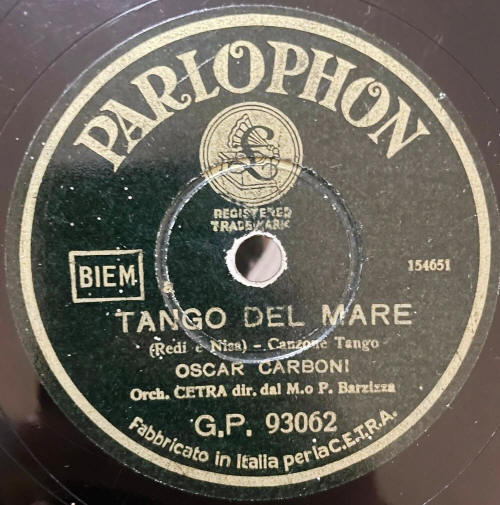 PARLOPHON
£
REGISTERED
TRADE MARK
BIEM
154651
TANGO DEL MARE
(Redi e Nisa) - Canzone Tango
OSCAR CARBONI
Orch. CETRA dir. dal M.o P. Barzizza
G.P. 93062
Fabbricato in Italia per la C.E.T.R.A.